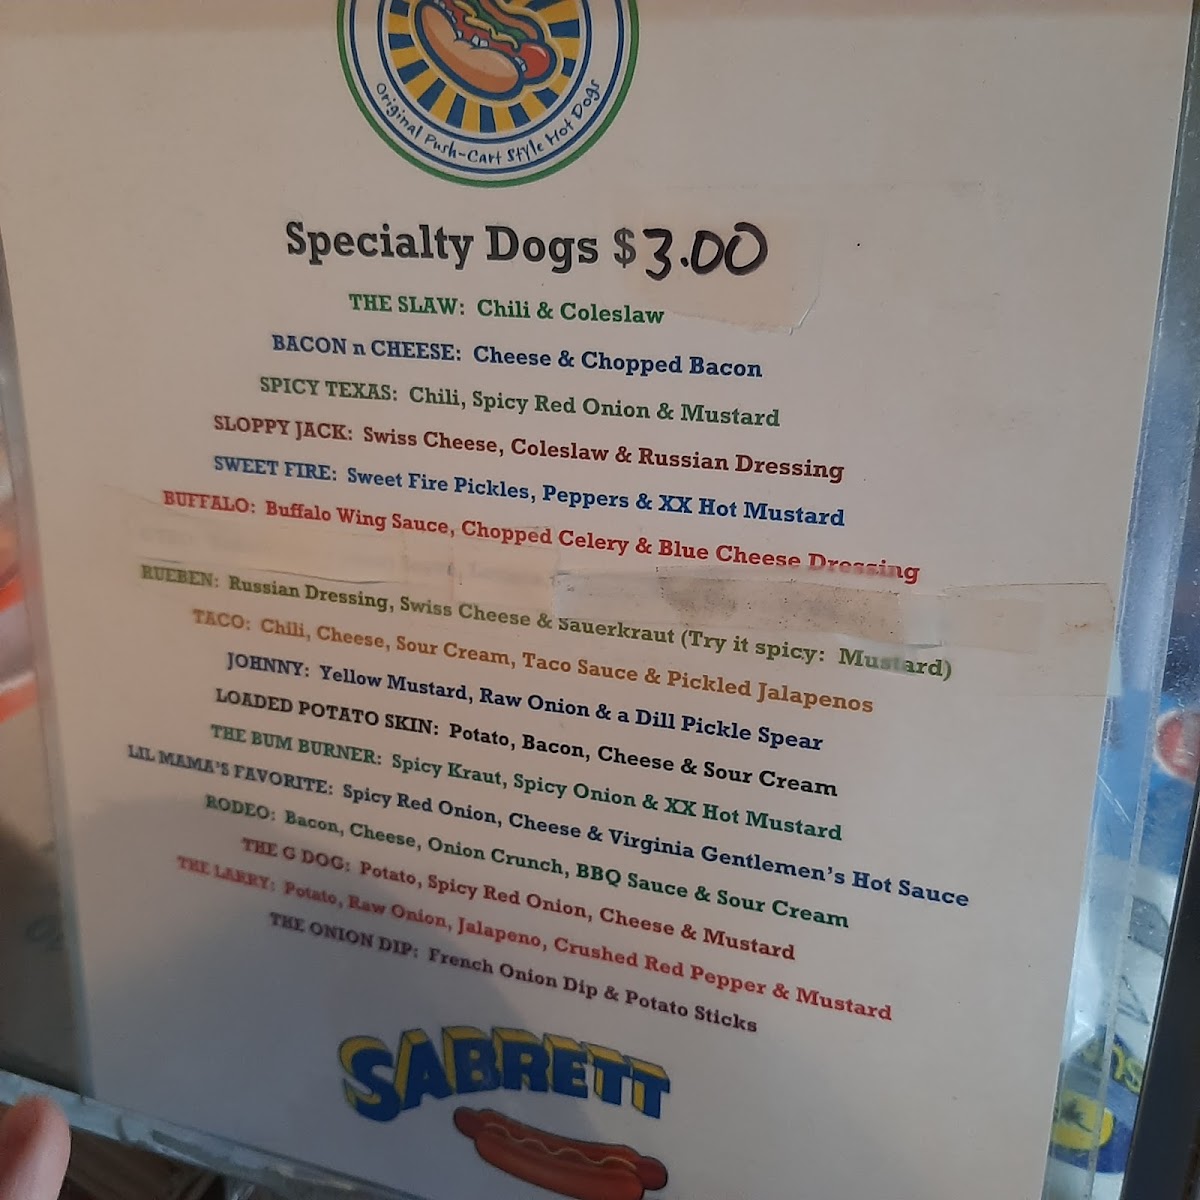 Original Push-Cart Style Hot Dogs
Specialty Dogs $3.00
THE SLAW: Chili & Coleslaw
BACON n CHEESE: Cheese & Chopped Bacon
SPICY TEXAS: Chili, Spicy Red Onion & Mustard
SLOPPY JACK: Swiss Cheese, Coleslaw & Russian Dressing
SWEET FIRE: Sweet Fire Pickles, Peppers & XX Hot Mustard
BUFFALO: Buffalo Wing Sauce, Chopped Celery & Blue Cheese Dressing
RUEBEN: Russian Dressing, Swiss Cheese & Sauerkraut (Try it spicy: Mustard)
TACO: Chili, Cheese, Sour Cream, Taco Sauce & Pickled Jalapenos
JOHNNY: Yellow Mustard, Raw Onion & a Dill Pickle Spear
LOADED POTATO SKIN: Potato, Bacon, Cheese & Sour Cream
THE BUM BURNER: Spicy Kraut, Spicy Onion & XX Hot Mustard
LIL MAMA'S FAVORITE: Spicy Red Onion, Cheese & Virginia Gentlemen's Hot Sauce
RODEO: Bacon, Cheese, Onion Crunch, BBQ Sauce & Sour Cream
THE G DOG: Potato, Spicy Red Onion, Cheese & Mustard
THE LARRY: Potato, Raw Onion, Jalapeno, Crushed Red Pepper & Mustard
THE ONION DIP: French Onion Dip & Potato Sticks
SABRETT